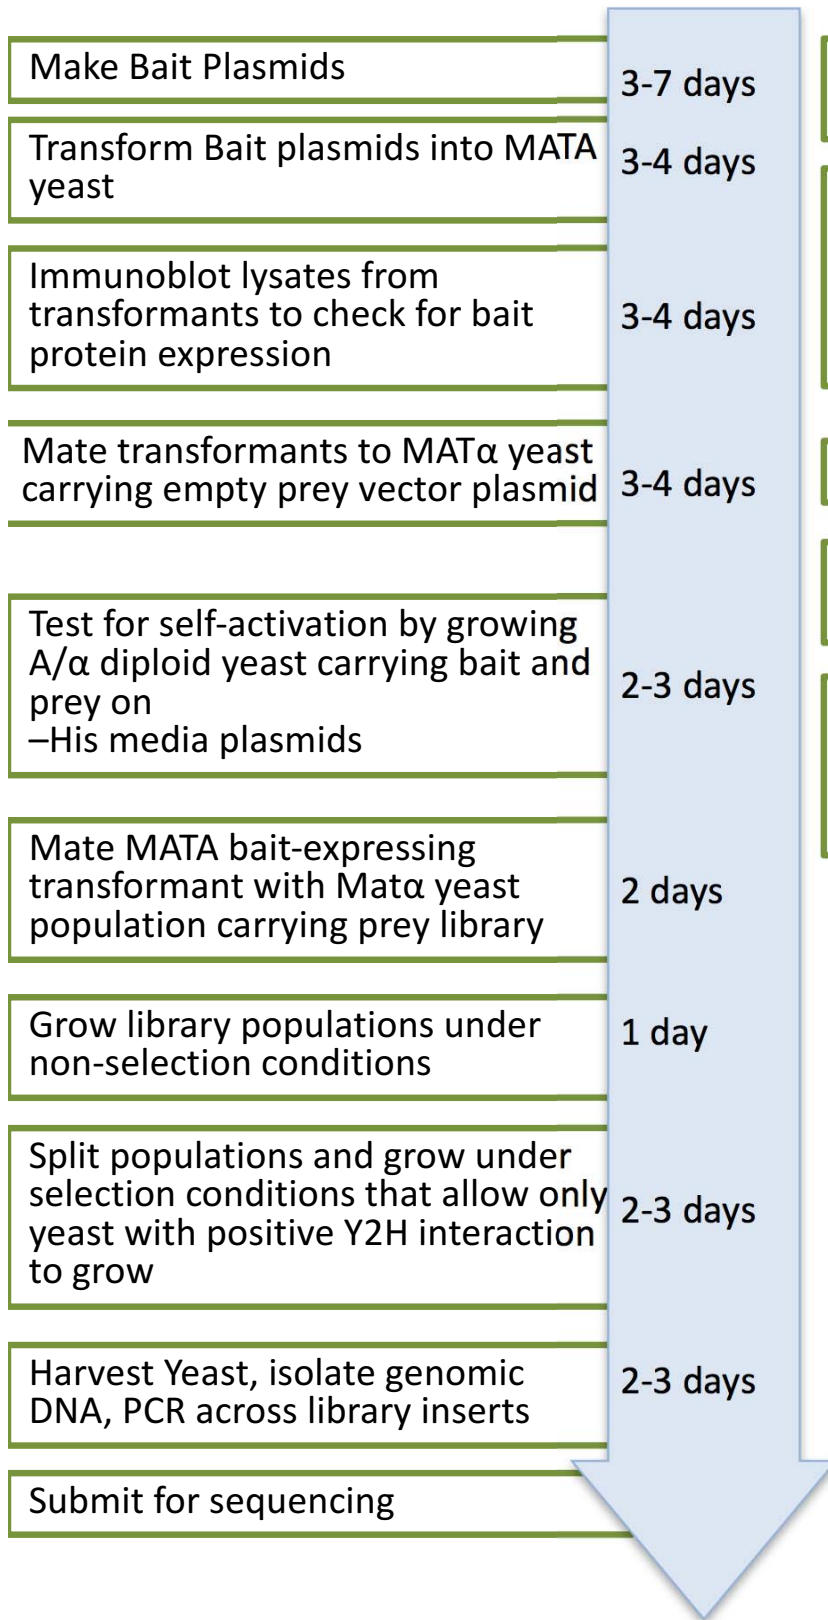 Make Bait Plasmids
3-7 days
Transform Bait plasmids into MATA
yeast
3-4 days
Immunoblot lysates from
transformants to check for bait
protein expression
3-4 days
Mate transformants to MATα yeast
carrying empty prey vector plasmid
3-4 days
Test for self-activation by growing
A/α diploid yeast carrying bait and
prey on
–His media plasmids
2-3 days
Mate MATA bait-expressing
transformant with Matα yeast
population carrying prey library
2 days
Grow library populations under
non-selection conditions
1 day
Split populations and grow under
selection conditions that allow only
yeast with positive Y2H interaction
to grow
2-3 days
Harvest Yeast, isolate genomic
DNA, PCR across library inserts
2-3 days
Submit for sequencing